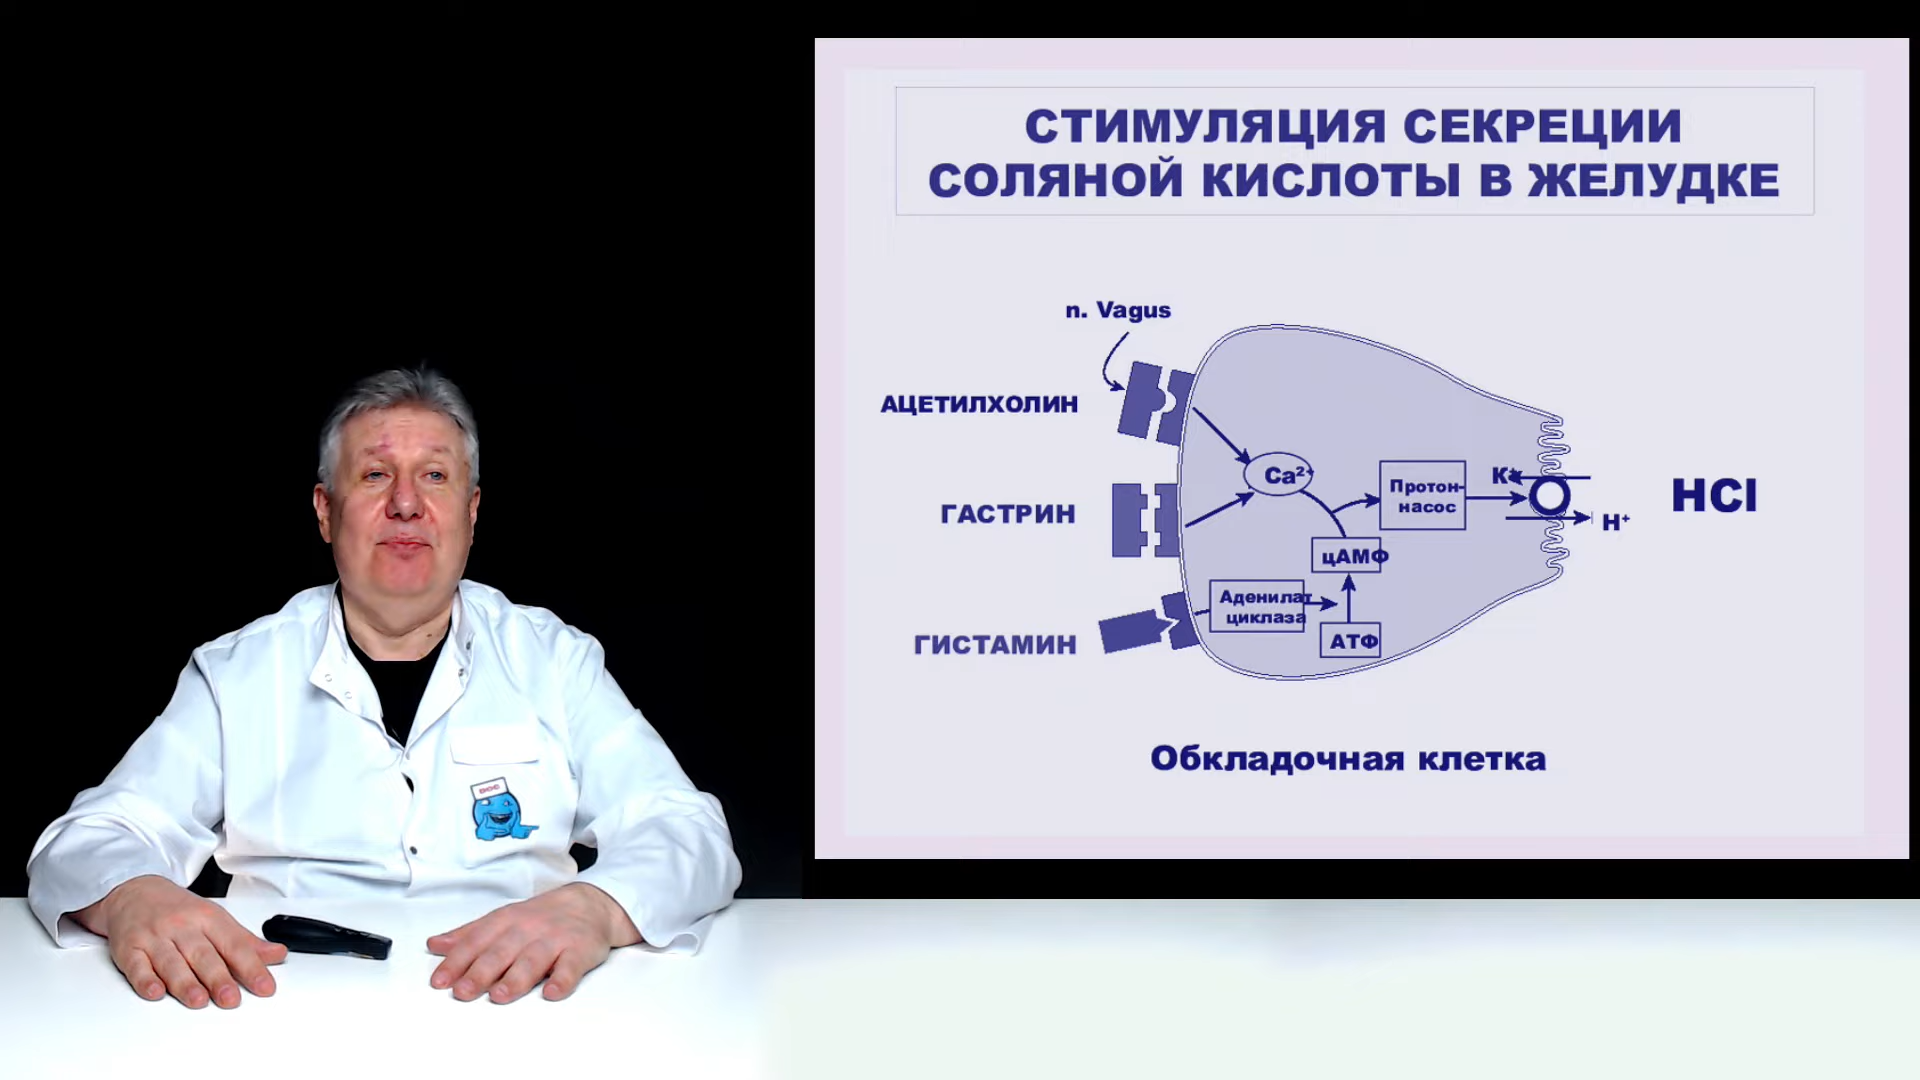 СТИМУЛЯЦИЯ СЕКРЕЦИИ
СОЛЯНОЙ КИСЛОТЫ В ЖЕЛУДКЕ
n. Vagus
АЦЕТИЛХОЛИН
ГАСТРИН
ГИСТАМИН
Ca²⁺
Протон-
насос
K⁺
H⁺
HCl
цАМФ
Аденилат
циклаза
АТФ
Обкладочная клетка
DOC